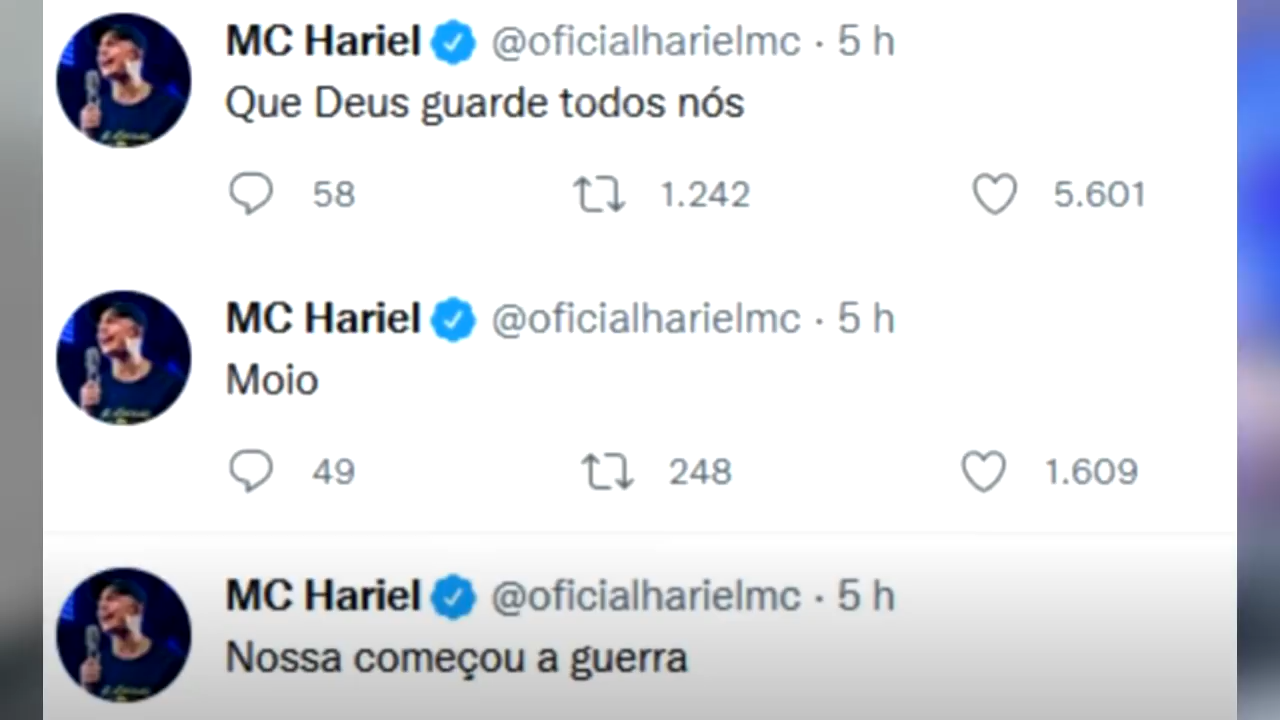 MC Hariel @oficialharielmc · 5 h
Que Deus guarde todos nós
58 1.242 5.601
MC Hariel @oficialharielmc · 5 h
Moio
49 248 1.609
MC Hariel @oficialharielmc · 5 h
Nossa começou a guerra